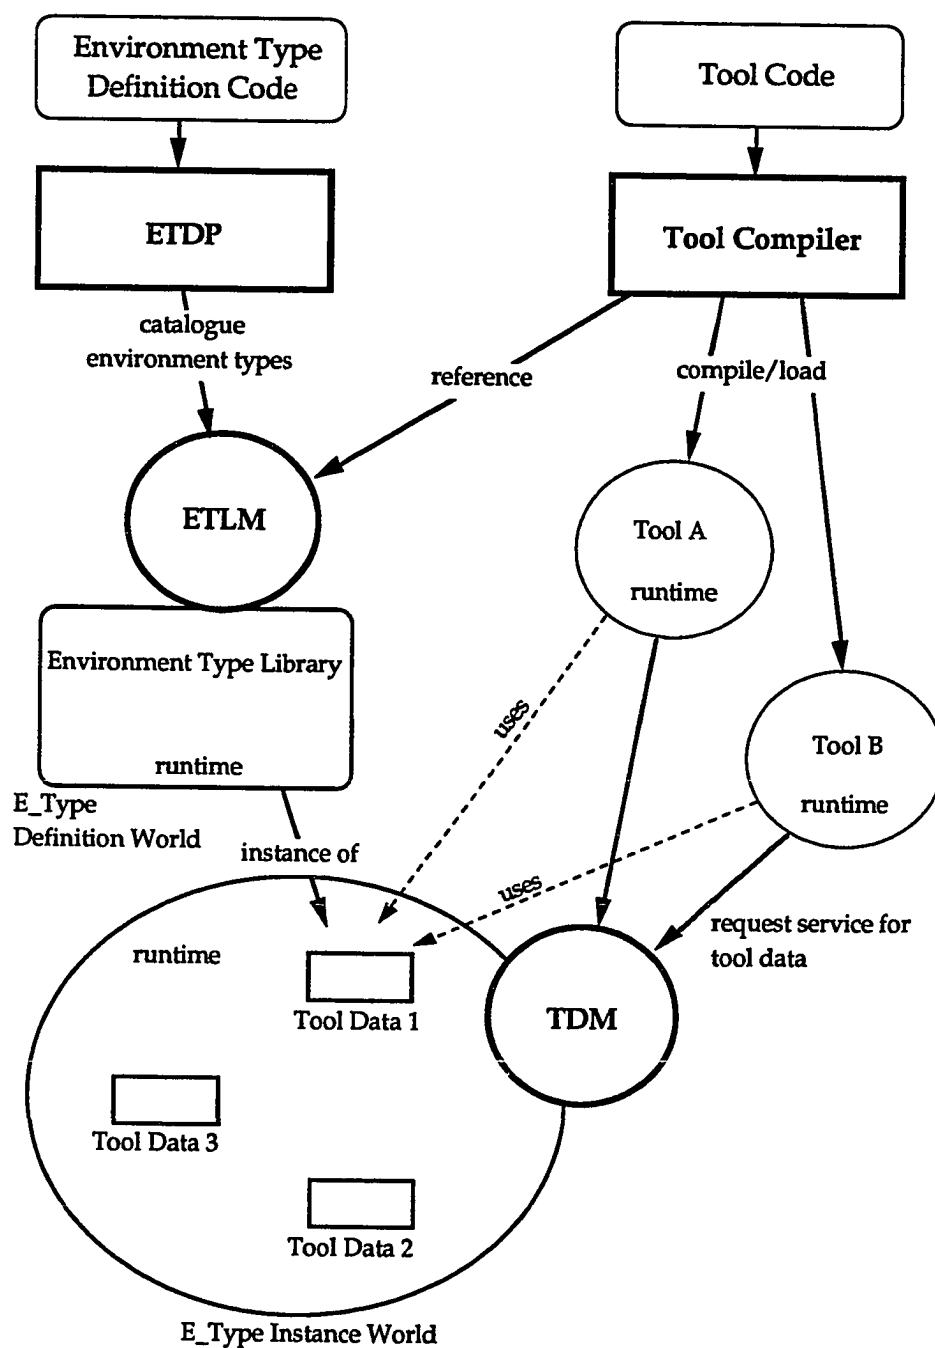 Environment Type
Definition Code
Tool Code
ETDP
Tool Compiler
catalogue
environment types
reference
compile/load
ETLM
Tool A
runtime
Environment Type Library
runtime
uses
Tool B
runtime
E_Type
Definition World
instance of
uses
request service for
tool data
runtime
Tool Data 1
TDM
Tool Data 3
Tool Data 2
E_Type Instance World